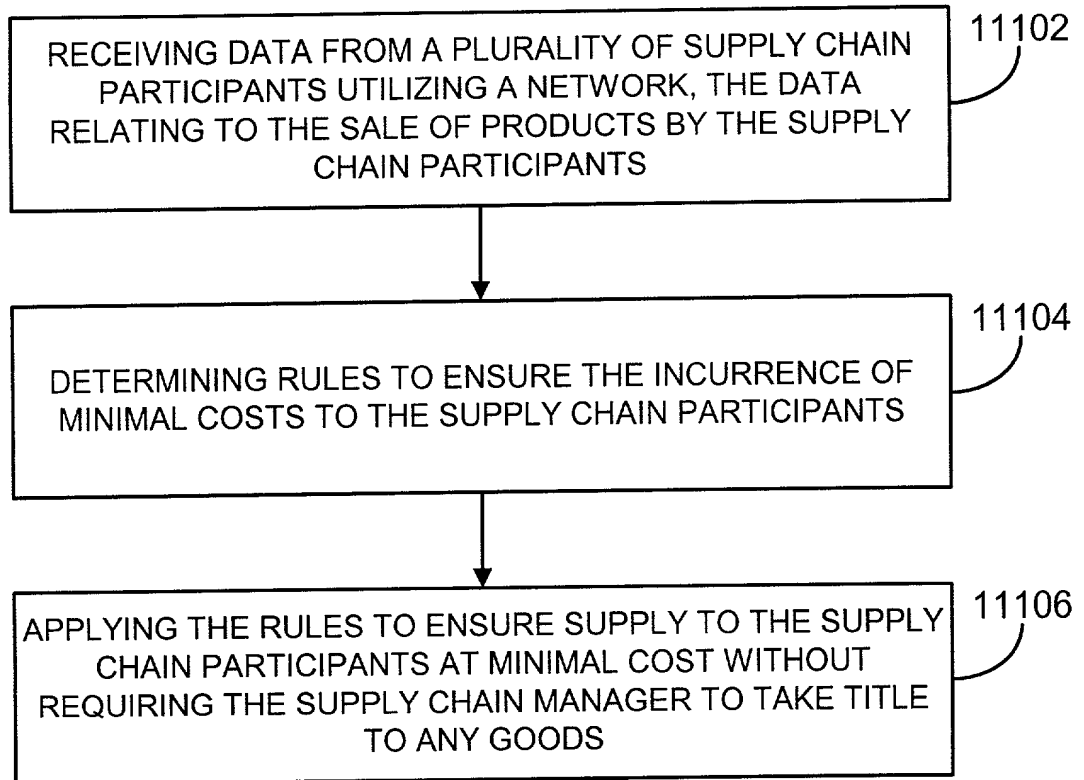 RECEIVING DATA FROM A PLURALITY OF SUPPLY CHAIN
PARTICIPANTS UTILIZING A NETWORK, THE DATA
RELATING TO THE SALE OF PRODUCTS BY THE SUPPLY
CHAIN PARTICIPANTS
11102
DETERMINING RULES TO ENSURE THE INCURRENCE OF
MINIMAL COSTS TO THE SUPPLY CHAIN PARTICIPANTS
11104
APPLYING THE RULES TO ENSURE SUPPLY TO THE SUPPLY
CHAIN PARTICIPANTS AT MINIMAL COST WITHOUT
REQUIRING THE SUPPLY CHAIN MANAGER TO TAKE TITLE
TO ANY GOODS
11106